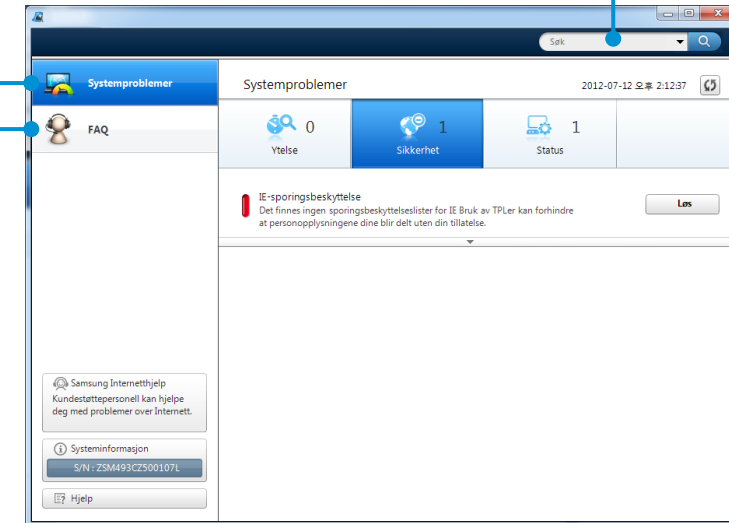 Søk
Systemproblemer
FAQ
Systemproblemer
2012-07-12 오후 2:12:37
0
Ytelse
1
Sikkerhet
1
Status
IE-sporingsbeskyttelse
Det finnes ingen sporingsbeskyttelseslister for IE Bruk av TPLer kan forhindre
at personopplysningene dine blir delt uten din tillatelse.
Løs
Samsung Internetthjelp
Kundestøttepersonell kan hjelpe
deg med problemer over Internett.
Systeminformasjon
S/N : ZSM493CZ500107L
Hjelp